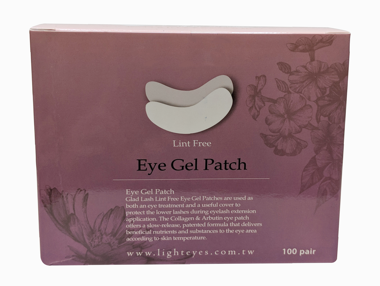 Lint Free
Eye Gel Patch
Eye Gel Patch
Glad Lash Lint Free Eye Gel Patches are used as
both an eye treatment and a useful cover to
protect the lower lashes during eyelash extension
application. The Collagen & Arbutin eye patch
offers a slow-release, patented formula that delivers
beneficial nutrients and substances to the eye area
according to skin temperature.
www.lighteyes.com.tw
100 pair